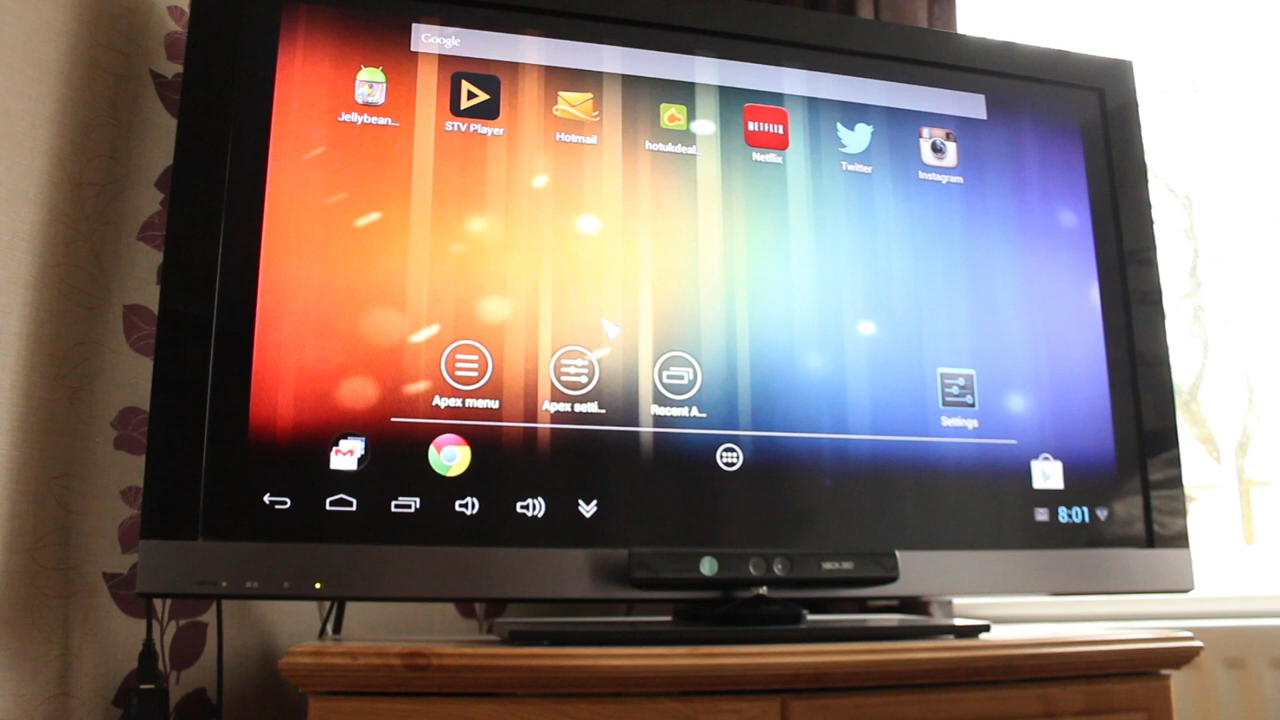 Google
Jellybean...
STV Player
Hotmail
hotukdeal...
NETFLIX
Netflix
Twitter
Instagram
Apex menu
Apex setti...
Recent A...
Settings
8:01
XBOX 360